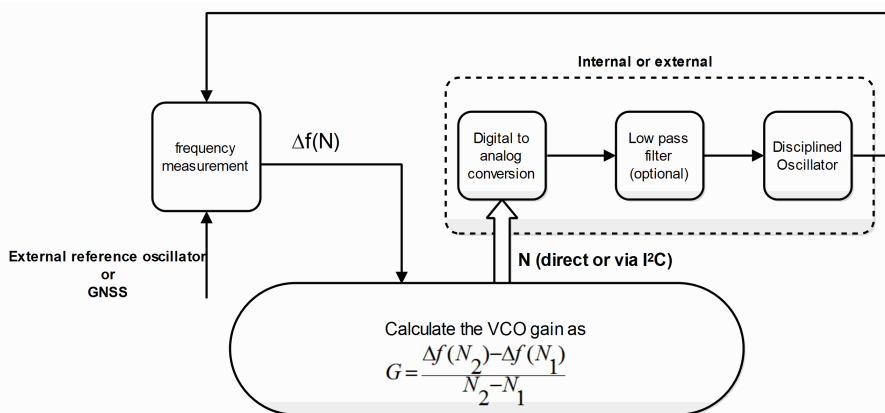 Internal or external
frequency
measurement
Δf(N)
Digital to
analog
conversion
Low pass
filter
(optional)
Disciplined
Oscillator
External reference oscillator
or
GNSS
N (direct or via I²C)
Calculate the VCO gain as
G = Δf(N₂)−Δf(N₁)
N₂−N₁